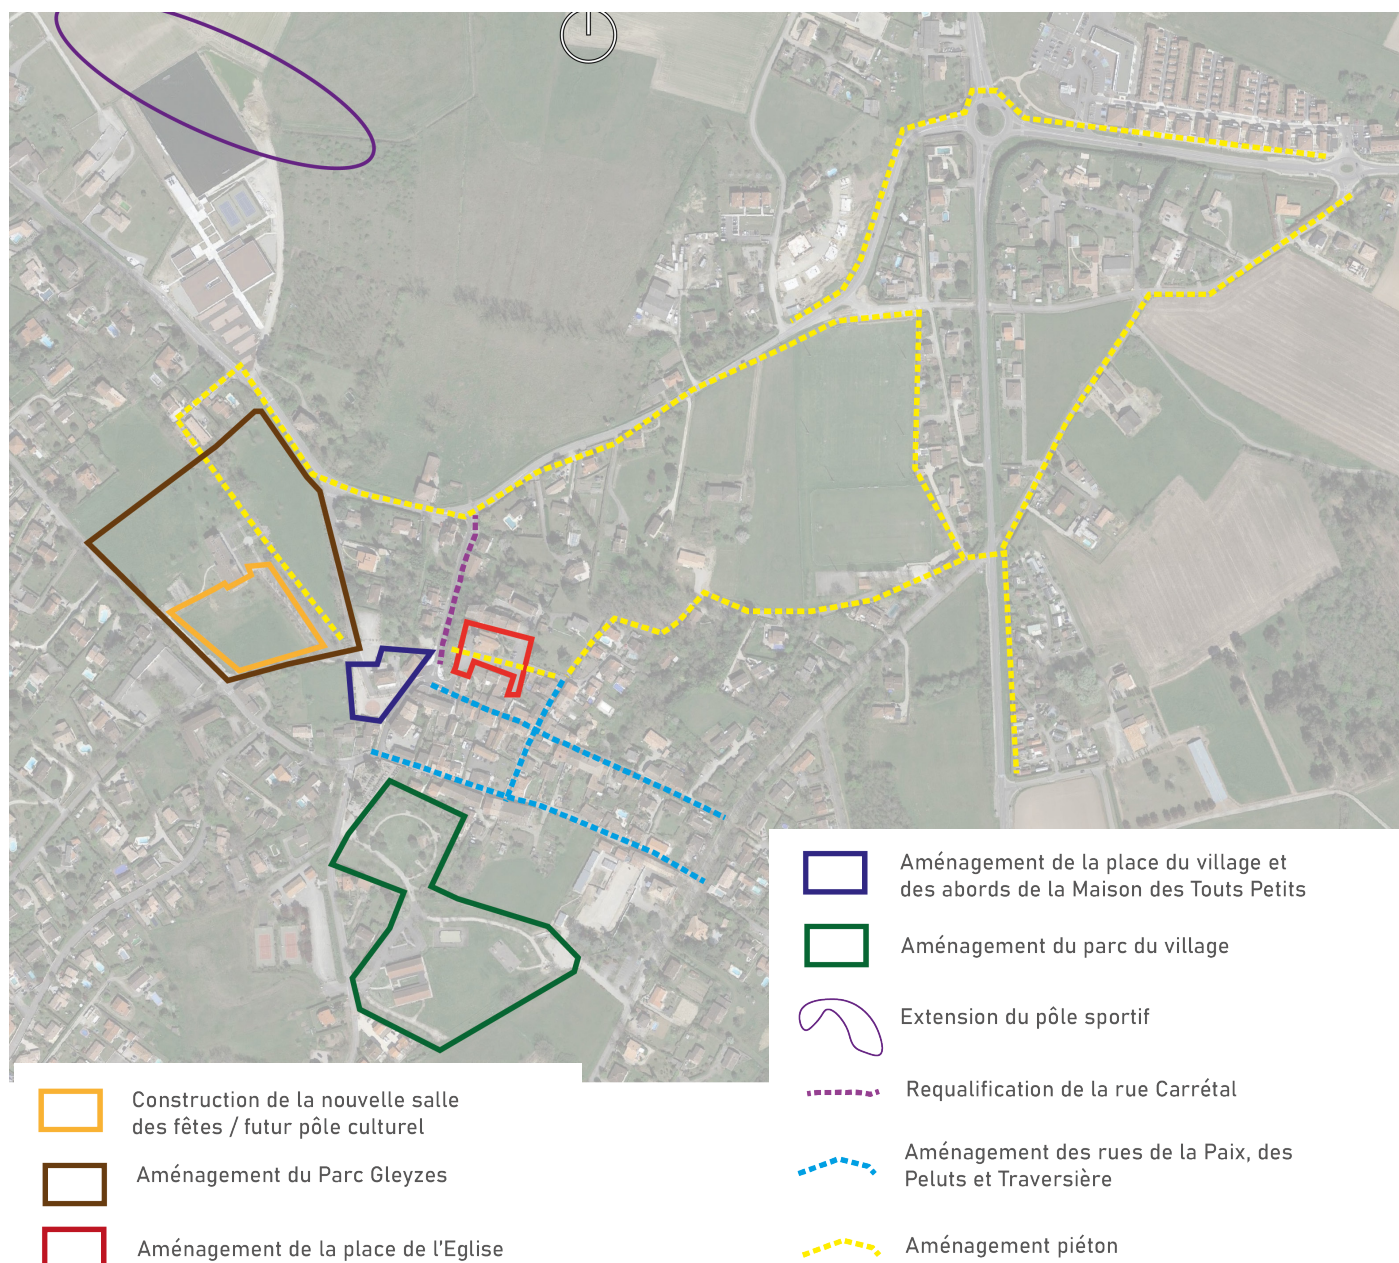 Aménagement de la place du village et
des abords de la Maison des Touts Petits
Aménagement du parc du village
Extension du pôle sportif
Requalification de la rue Carrétal
Aménagement des rues de la Paix, des
Peluts et Traversière
Aménagement piéton
Construction de la nouvelle salle
des fêtes / futur pôle culturel
Aménagement du Parc Gleyzes
Aménagement de la place de l'Eglise